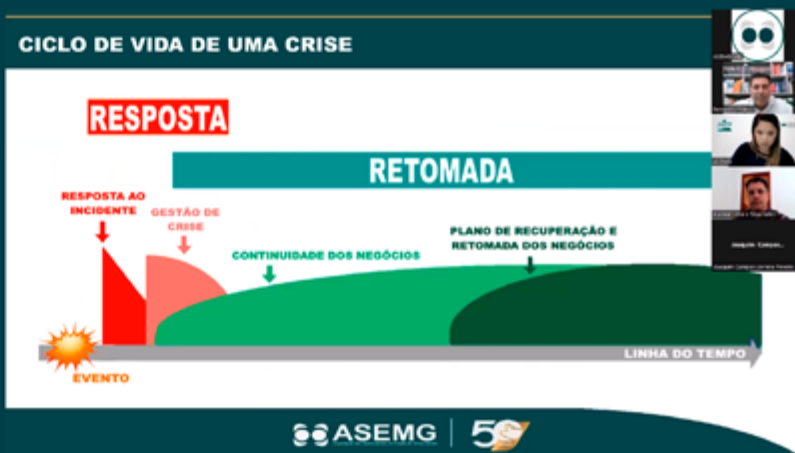 CICLO DE VIDA DE UMA CRISE
RESPOSTA
RETOMADA
RESPOSTA AO
INCIDENTE
GESTÃO DE
CRISE
CONTINUIDADE DOS NEGÓCIOS
PLANO DE RECUPERAÇÃO E
RETOMADA DOS NEGÓCIOS
LINHA DO TEMPO
EVENTO
ASEMG
50